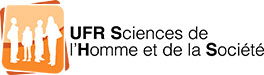 UFR Sciences de
l'Homme et de la Société